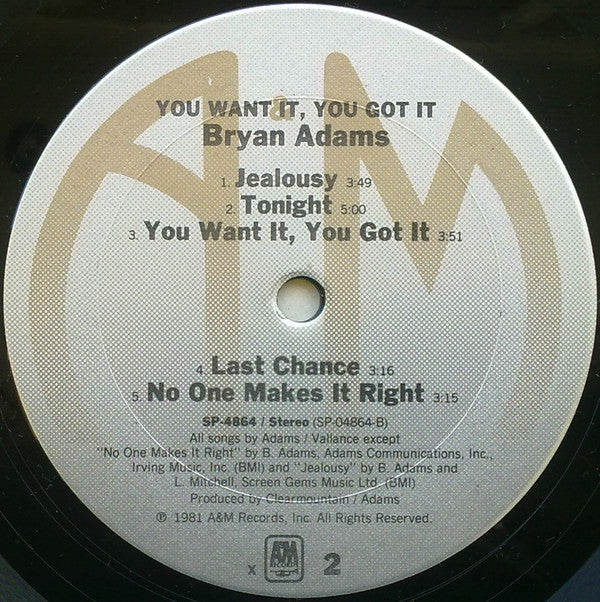 YOU WANT IT, YOU GOT IT
Bryan Adams
1. Jealousy 3:49
2. Tonight 5:00
3. You Want It, You Got It 3:51
4. Last Chance 3:16
5. No One Makes It Right 3:15
SP-4864 / Stereo (SP-04864-B)
All songs by Adams / Vallance except
"No One Makes It Right" by B. Adams, Adams Communications, Inc.,
Irving Music, Inc. (BMI) and "Jealousy" by B. Adams and
L. Mitchell, Screen Gems Music Ltd. (BMI)
Produced by Clearmountain / Adams
℗ 1981 A&M Records, Inc. All Rights Reserved.
x A&M RECORDS 2